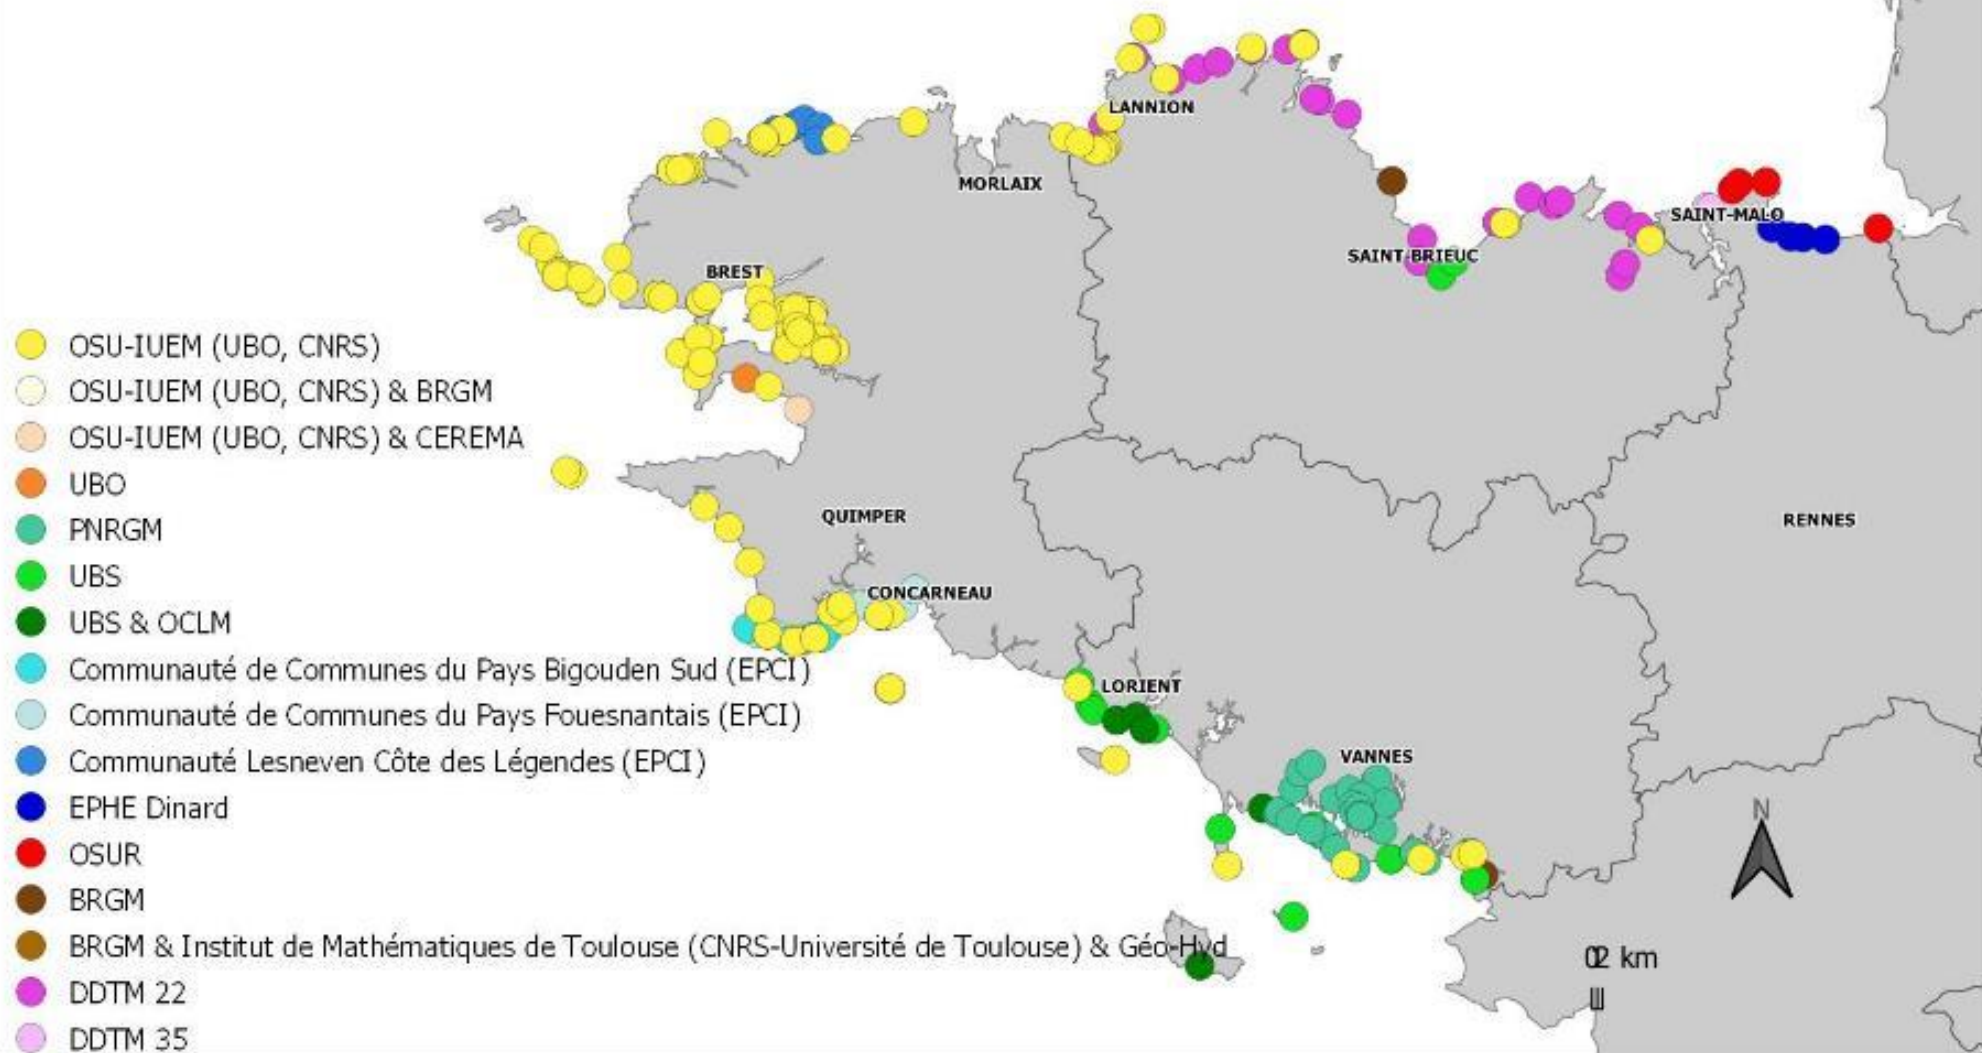 LANNION
MORLAIX
SAINT-MALO
SAINT-BRIEUC
BREST
OSU-IUEM (UBO, CNRS)
OSU-IUEM (UBO, CNRS) & BRGM
OSU-IUEM (UBO, CNRS) & CEREMA
UBO
QUIMPER
RENNES
PNRGM
UBS
CONCARNEAU
UBS & OCLM
Communauté de Communes du Pays Bigouden Sud (EPCI)
LORIENT
Communauté de Communes du Pays Fouesnantais (EPCI)
VANNES
Communauté Lesneven Côte des Légendes (EPCI)
EPHE Dinard
N
OSUR
BRGM
BRGM & Institut de Mathématiques de Toulouse (CNRS-Université de Toulouse) & Géo-Hyd
km
DDTM 22
DDTM 35